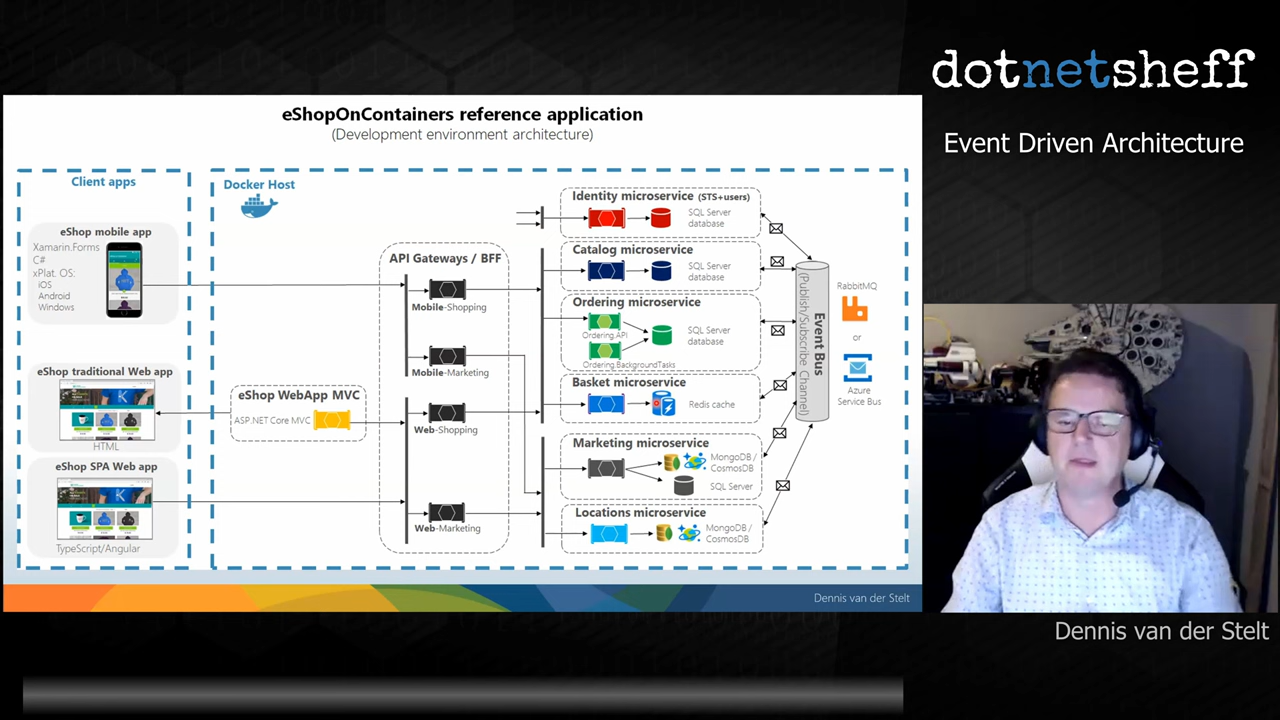 dotnetsheff
Event Driven Architecture
eShopOnContainers reference application
(Development environment architecture)
Client apps
eShop mobile app
Xamarin.Forms
C#
xPlat. OS:
iOS
Android
Windows
eShop traditional Web app
HTML
eShop SPA Web app
TypeScript/Angular
Docker Host
eShop WebApp MVC
ASP.NET Core MVC
API Gateways / BFF
Mobile-Shopping
Mobile-Marketing
Web-Shopping
Web-Marketing
Identity microservice (STS+users)
SQL Server
database
Catalog microservice
SQL Server
database
Ordering microservice
Ordering.API
Ordering.BackgroundTasks
SQL Server
database
Basket microservice
Redis cache
Marketing microservice
MongoDB /
CosmosDB
SQL Server
Locations microservice
MongoDB /
CosmosDB
Event Bus
(Publish/Subscribe Channel)
RabbitMQ
or
Azure
Service Bus
Dennis van der Stelt
Dennis van der Stelt